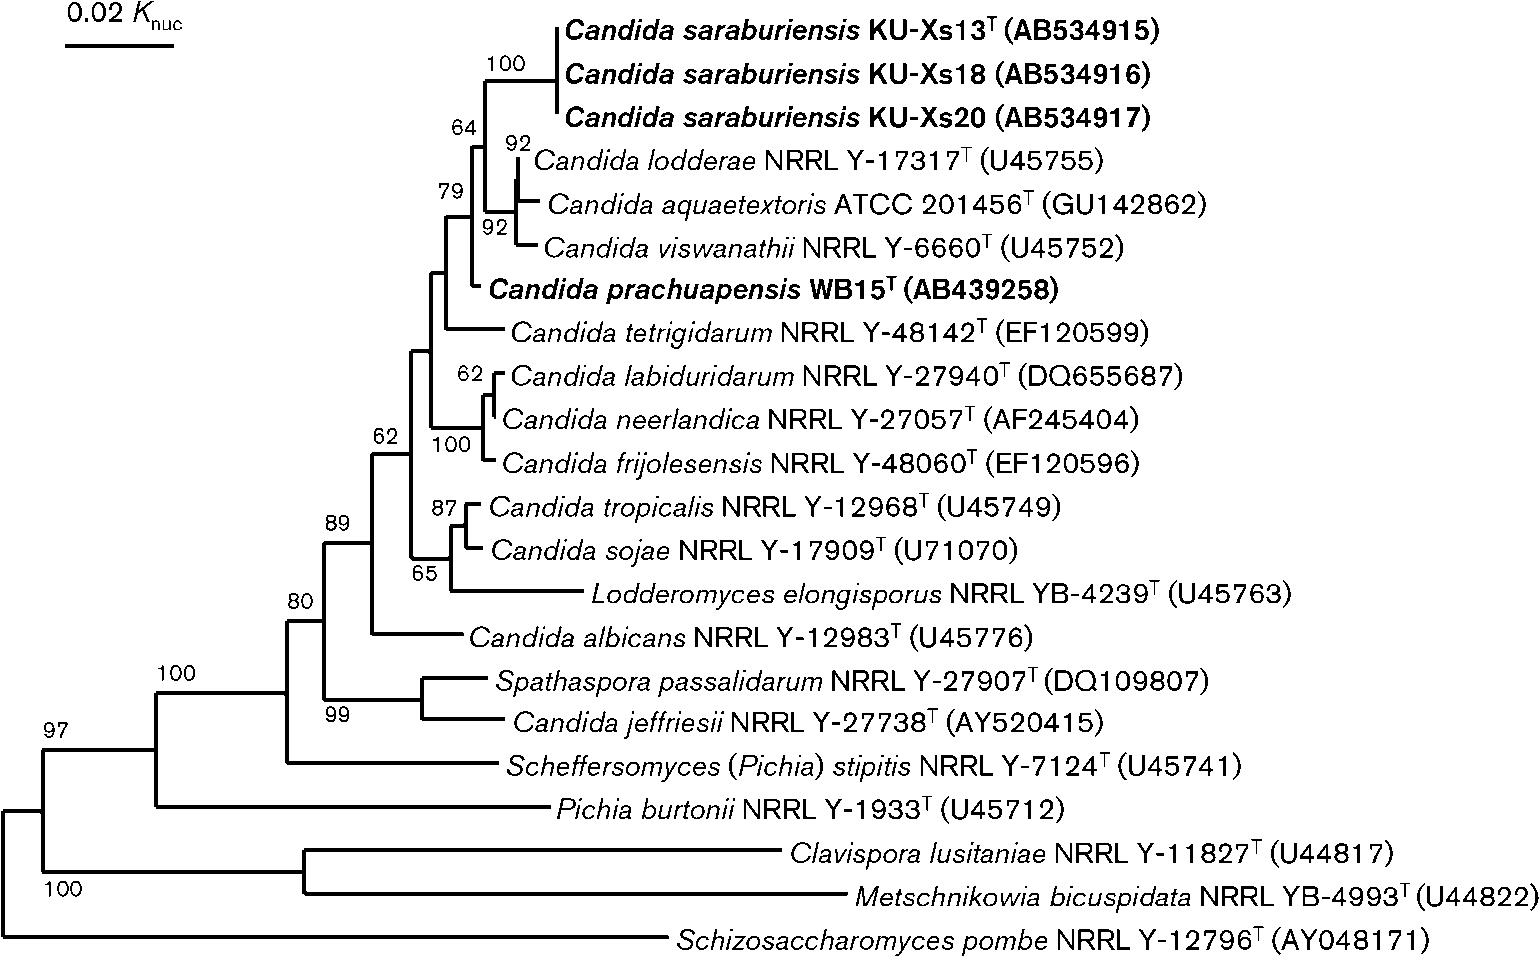 0.02 Knuc
Candida saraburiensis KU-Xs13ᵀ (AB534915)
100
Candida saraburiensis KU-Xs18 (AB534916)
Candida saraburiensis KU-Xs20 (AB534917)
64
92
Candida lodderae NRRL Y-17317ᵀ (U45755)
79
Candida aquaetextoris ATCC 201456ᵀ (GU142862)
92
Candida viswanathii NRRL Y-6660ᵀ (U45752)
Candida prachuapensis WB15ᵀ (AB439258)
Candida tetrigidarum NRRL Y-48142ᵀ (EF120599)
62
Candida labiduridarum NRRL Y-27940ᵀ (DQ655687)
Candida neerlandica NRRL Y-27057ᵀ (AF245404)
62
100
Candida frijolesensis NRRL Y-48060ᵀ (EF120596)
87
Candida tropicalis NRRL Y-12968ᵀ (U45749)
89
Candida sojae NRRL Y-17909ᵀ (U71070)
65
80
Lodderomyces elongisporus NRRL YB-4239ᵀ (U45763)
Candida albicans NRRL Y-12983ᵀ (U45776)
100
Spathaspora passalidarum NRRL Y-27907ᵀ (DQ109807)
99
Candida jeffriesii NRRL Y-27738ᵀ (AY520415)
97
Scheffersomyces (Pichia) stipitis NRRL Y-7124ᵀ (U45741)
Pichia burtonii NRRL Y-1933ᵀ (U45712)
Clavispora lusitaniae NRRL Y-11827ᵀ (U44817)
100
Metschnikowia bicuspidata NRRL YB-4993ᵀ (U44822)
Schizosaccharomyces pombe NRRL Y-12796ᵀ (AY048171)